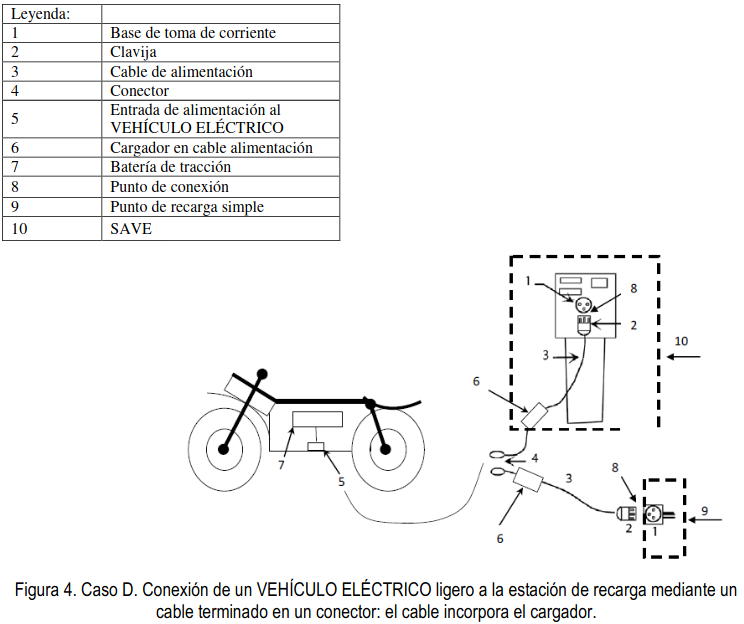 Leyenda:
1 Base de toma de corriente
2 Clavija
3 Cable de alimentación
4 Conector
5 Entrada de alimentación al
VEHÍCULO ELÉCTRICO
6 Cargador en cable alimentación
7 Batería de tracción
8 Punto de conexión
9 Punto de recarga simple
10 SAVE
1
8
2
3
10
6
4
7
5
3
8
9
6
2
1
Figura 4. Caso D. Conexión de un VEHÍCULO ELÉCTRICO ligero a la estación de recarga mediante un
cable terminado en un conector: el cable incorpora el cargador.